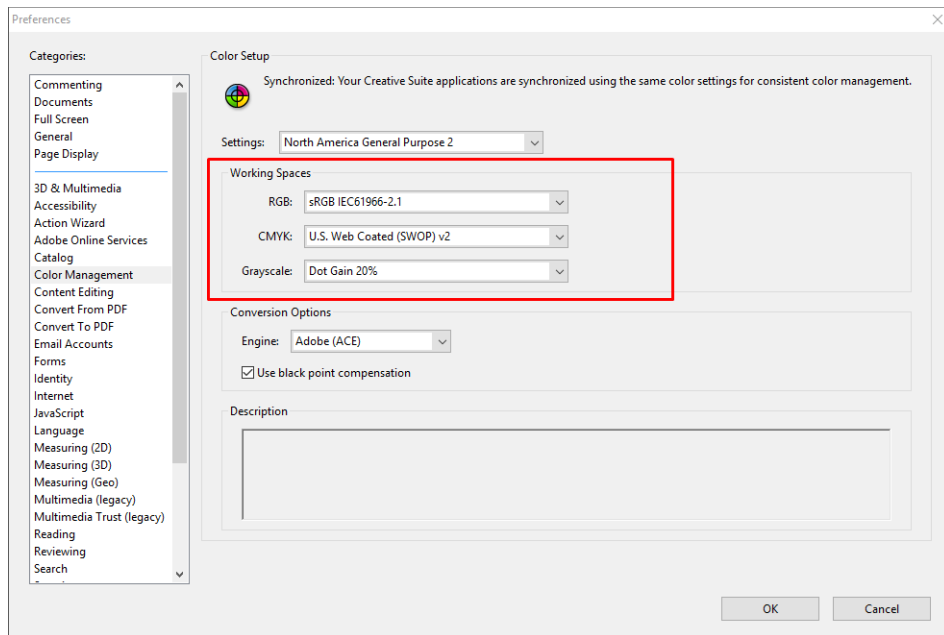 Preferences
Categories:
Commenting
Documents
Full Screen
General
Page Display
3D & Multimedia
Accessibility
Action Wizard
Adobe Online Services
Catalog
Color Management
Content Editing
Convert From PDF
Convert To PDF
Email Accounts
Forms
Identity
Internet
JavaScript
Language
Measuring (2D)
Measuring (3D)
Measuring (Geo)
Multimedia (legacy)
Multimedia Trust (legacy)
Reading
Reviewing
Search
Color Setup
Synchronized: Your Creative Suite applications are synchronized using the same color settings for consistent color management.
Settings: North America General Purpose 2
Working Spaces
RGB: sRGB IEC61966-2.1
CMYK: U.S. Web Coated (SWOP) v2
Grayscale: Dot Gain 20%
Conversion Options
Engine: Adobe (ACE)
Use black point compensation
Description
OK Cancel